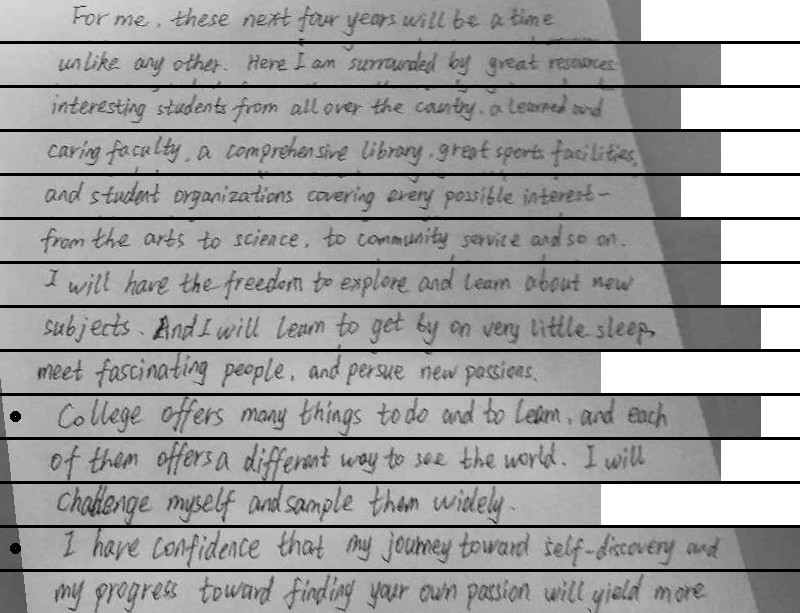 For me, these next four years will be a time
unlike any other. Here I am surrounded by great resources
interesting students from all over the country, a learned and
caring faculty, a comprehensive library, great sports facilities,
and student organizations covering every possible interest-
from the arts to science, to community service and so on.
I will have the freedom to explore and learn about new
subjects. And I will learn to get by on very little sleep,
meet fascinating people, and persue new passions.
College offers many things to do and to learn, and each
of them offers a different way to see the world. I will
challenge myself and sample them widely.
I have confidence that my journey toward self-discovery and
my progress toward finding your own passion will yield more